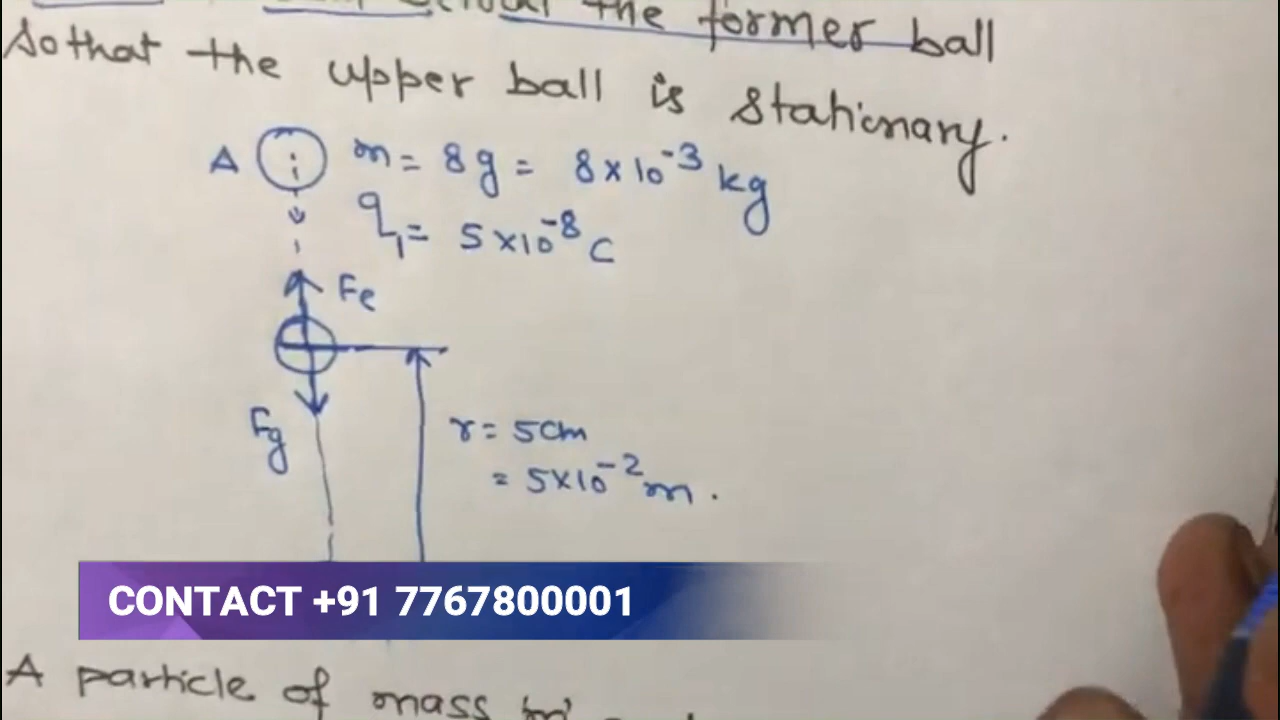 the former ball
So that the upper ball is stationary.
A m = 8g = 8×10⁻³ kg
q₁ = 5×10⁻⁸ C
Fe
Fg
r = 5cm
= 5×10⁻² m.
CONTACT +91 7767800001
A particle of mass 'm'